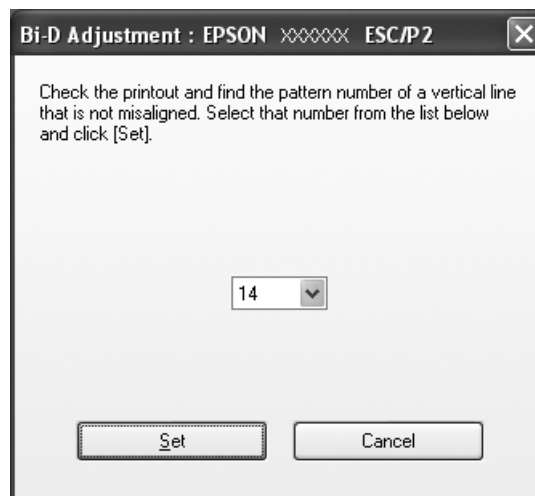 Bi-D Adjustment : EPSON XXXXXX ESC/P2
Check the printout and find the pattern number of a vertical line
that is not misaligned. Select that number from the list below
and click [Set].
14
Set
Cancel